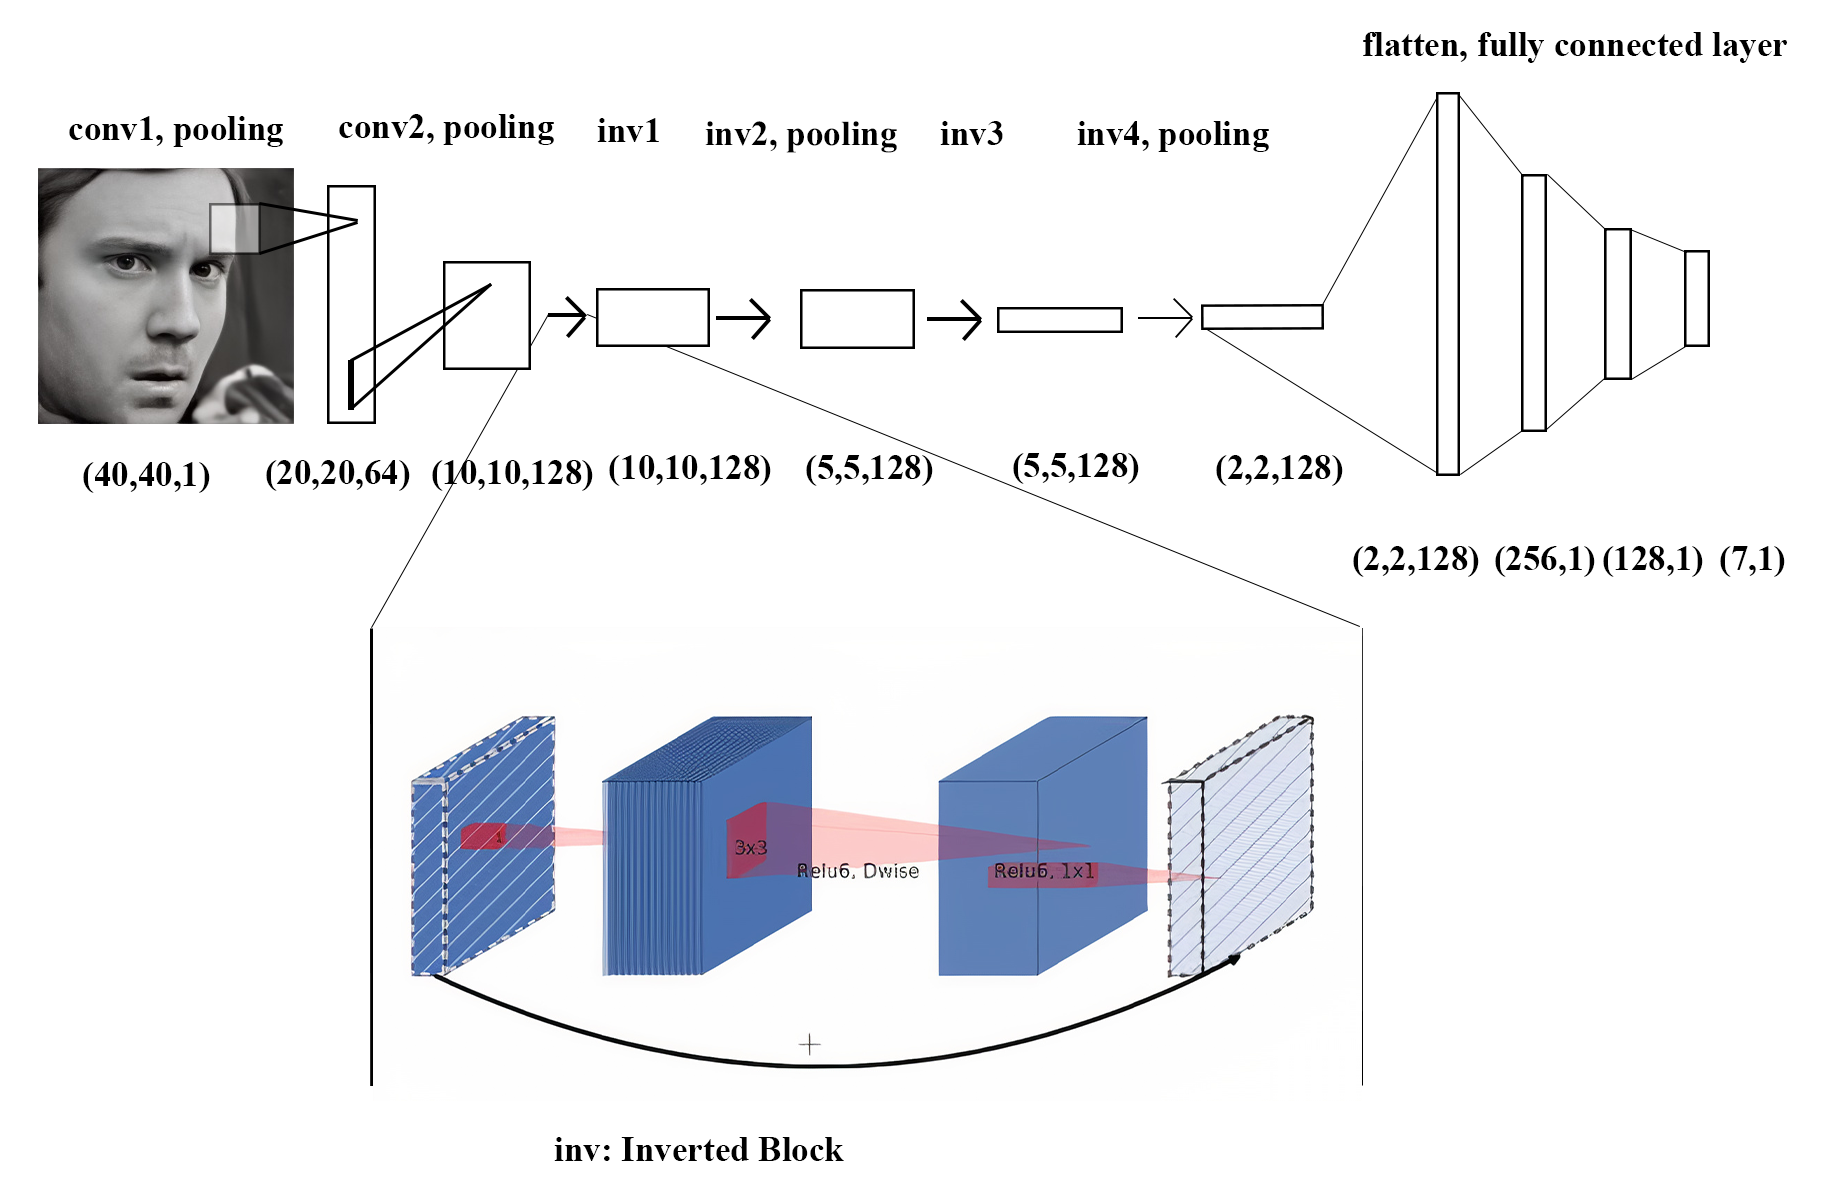 flatten, fully connected layer
conv1, pooling
conv2, pooling
inv1
inv2, pooling
inv3
inv4, pooling
(40,40,1)
(20,20,64)
(10,10,128)
(10,10,128)
(5,5,128)
(5,5,128)
(2,2,128)
(2,2,128)
(256,1)
(128,1)
(7,1)
1
3x3
Relu6, Dwise
Relu6, 1x1
+
inv: Inverted Block